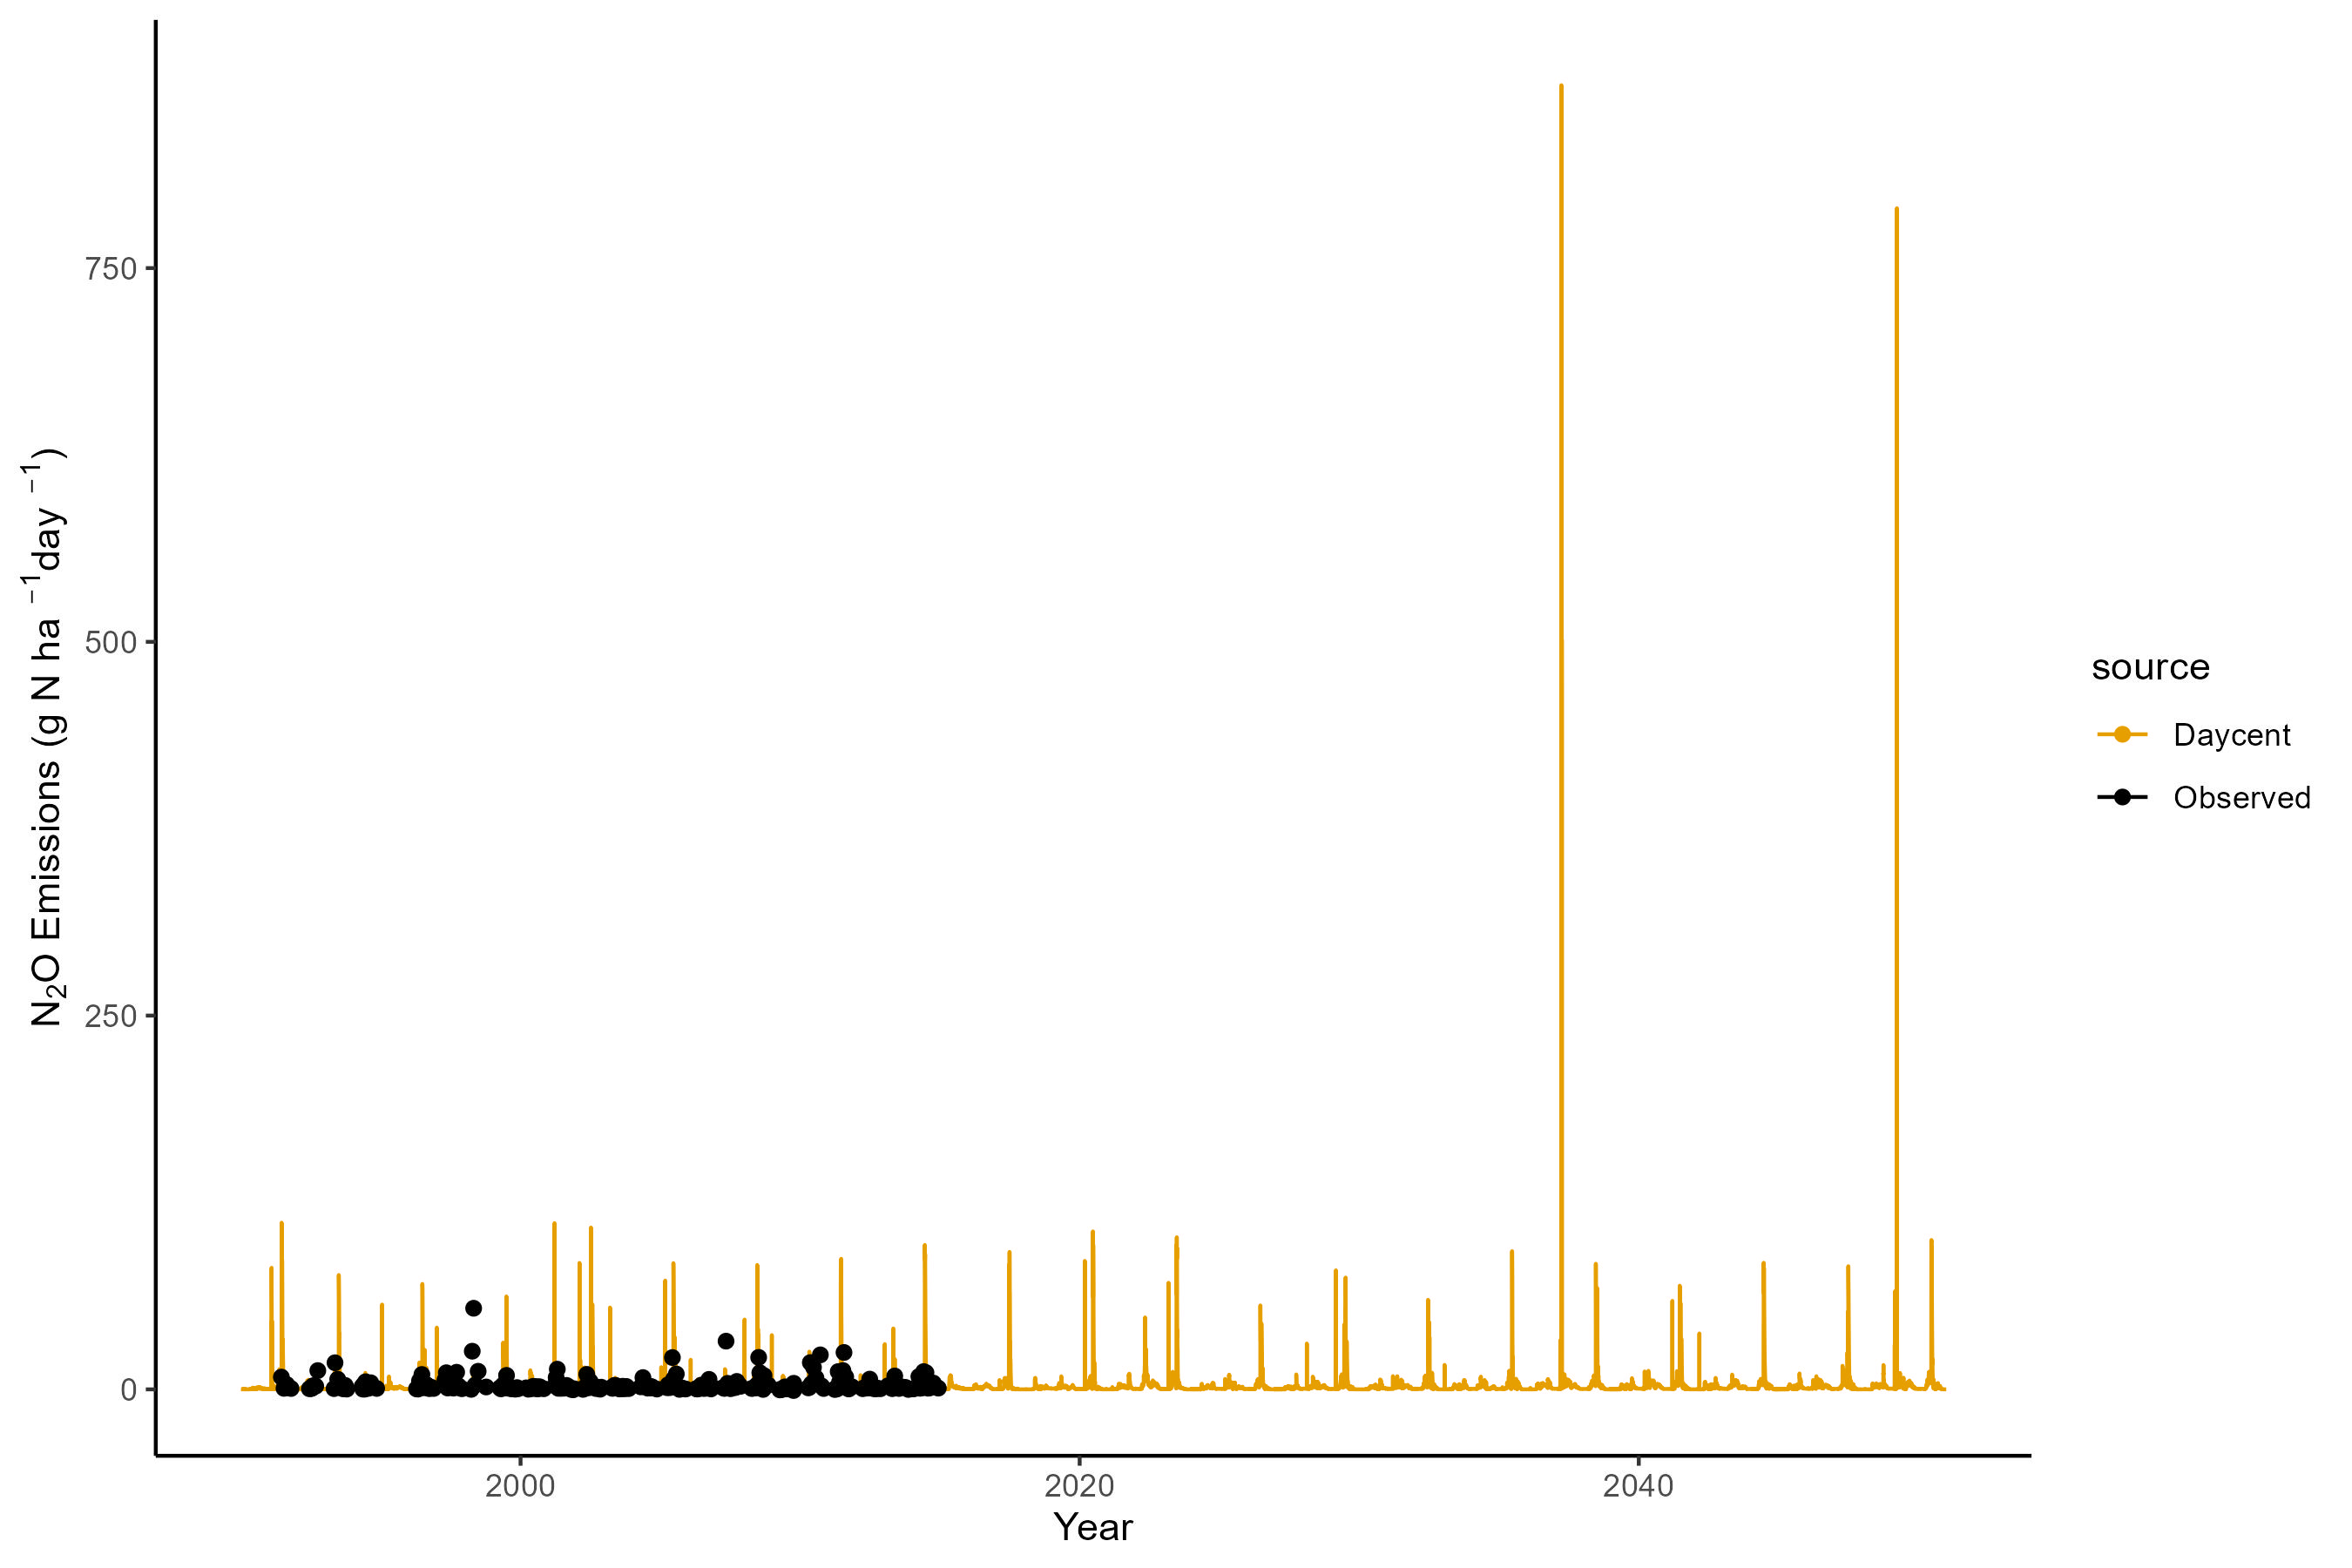 750
500
250
0
N₂O Emissions (g N ha ⁻¹day ⁻¹)
2000
2020
2040
Year
source
Daycent
Observed